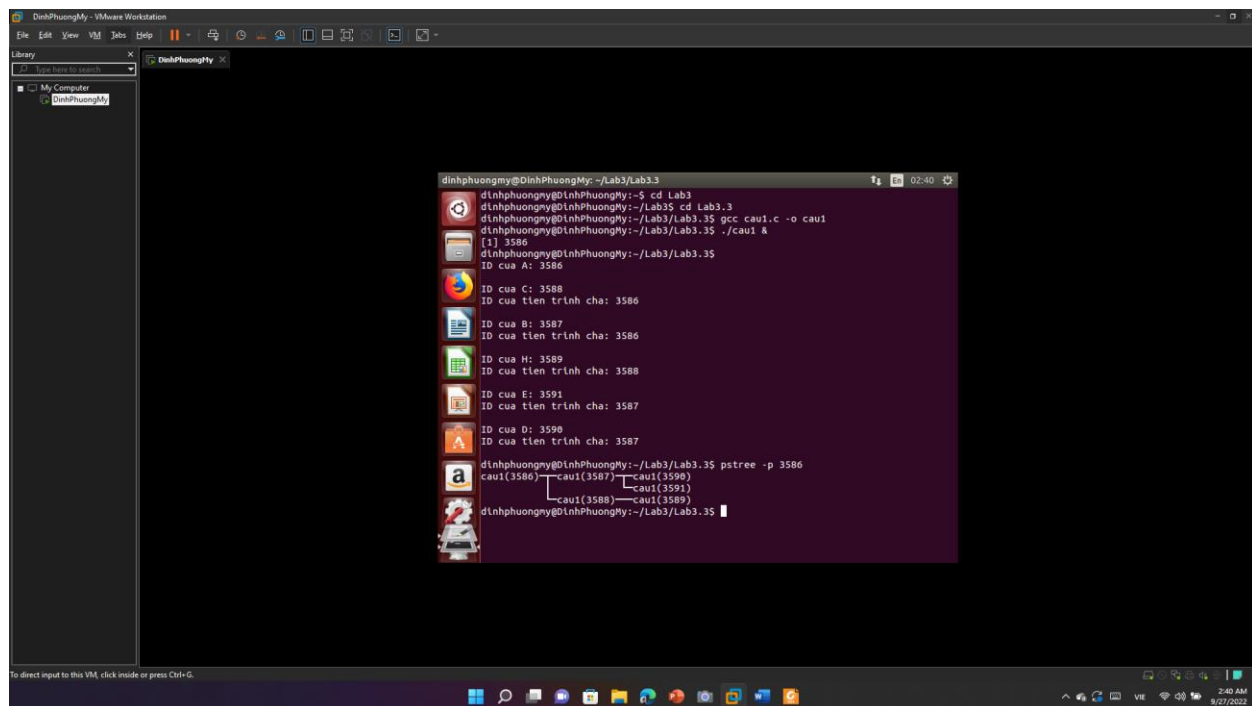 DinhPhuongMy - VMware Workstation
File Edit View VM Tabs Help
Library
Type here to search
DinhPhuongMy
My Computer
DinhPhuongMy
dinhphuongmy@DinhPhuongMy: ~/Lab3/Lab3.3
En 02:40
dinhphuongmy@DinhPhuongMy:~$ cd Lab3
dinhphuongmy@DinhPhuongMy:~/Lab3$ cd Lab3.3
dinhphuongmy@DinhPhuongMy:~/Lab3/Lab3.3$ gcc cau1.c -o cau1
dinhphuongmy@DinhPhuongMy:~/Lab3/Lab3.3$ ./cau1 &
[1] 3586
dinhphuongmy@DinhPhuongMy:~/Lab3/Lab3.3$
ID cua A: 3586
ID cua C: 3588
ID cua tien trinh cha: 3586
ID cua B: 3587
ID cua tien trinh cha: 3586
ID cua H: 3589
ID cua tien trinh cha: 3588
ID cua E: 3591
ID cua tien trinh cha: 3587
ID cua D: 3590
ID cua tien trinh cha: 3587
dinhphuongmy@DinhPhuongMy:~/Lab3/Lab3.3$ pstree -p 3586
cau1(3586)─┬─cau1(3587)─┬─cau1(3590)
└─cau1(3591)
└─cau1(3588)───cau1(3589)
dinhphuongmy@DinhPhuongMy:~/Lab3/Lab3.3$
To direct input to this VM, click inside or press Ctrl+G.
VIE
2:40 AM
9/27/2022